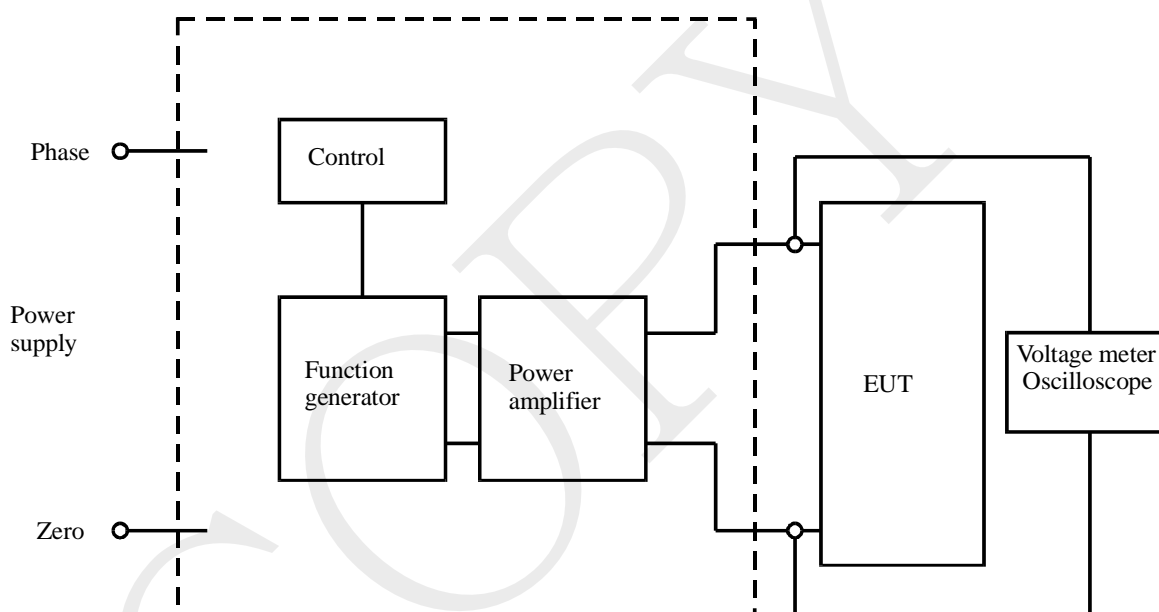 Phase
Control
Power
supply
Function
generator
Power
amplifier
EUT
Voltage meter
Oscilloscope
Zero
COPY